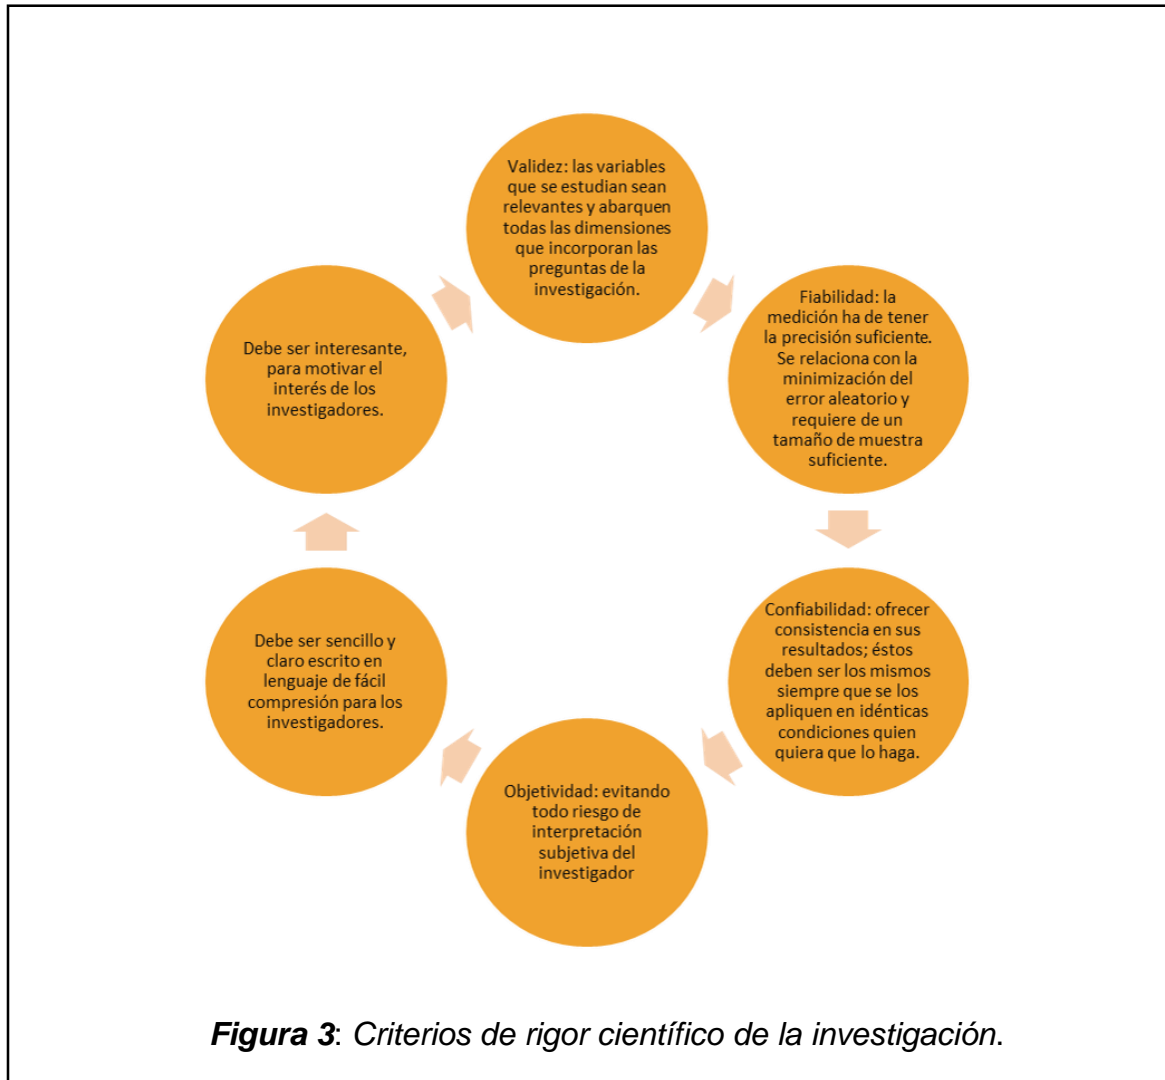 Validez: las variables
que se estudian sean
relevantes y abarquen
todas las dimensiones
que incorporan las
preguntas de la
investigación.
Fiabilidad: la
medición ha de tener
la precisión suficiente.
Se relaciona con la
minimización del
error aleatorio y
requiere de un
tamaño de muestra
suficiente.
Confiabilidad: ofrecer
consistencia en sus
resultados; éstos
deben ser los mismos
siempre que se los
apliquen en idénticas
condiciones quien
quiera que lo haga.
Objetividad: evitando
todo riesgo de
interpretación
subjetiva del
investigador
Debe ser sencillo y
claro escrito en
lenguaje de fácil
compresión para los
investigadores.
Debe ser interesante,
para motivar el
interés de los
investigadores.
Figura 3: Criterios de rigor científico de la investigación.